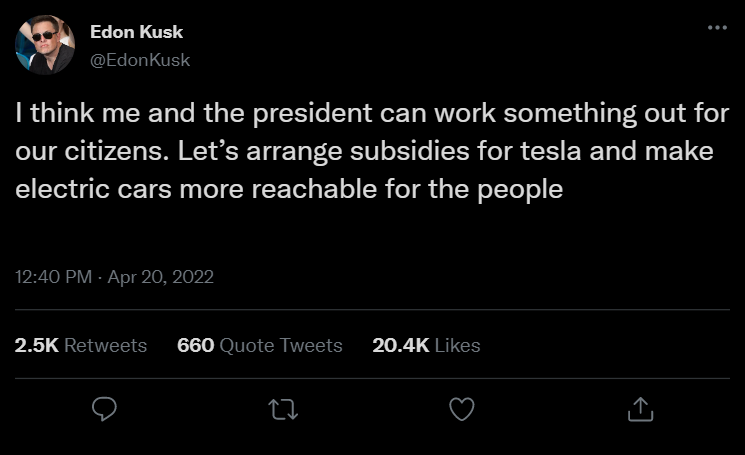 Edon Kusk
@EdonKusk
I think me and the president can work something out for
our citizens. Let’s arrange subsidies for tesla and make
electric cars more reachable for the people
12:40 PM · Apr 20, 2022
2.5K Retweets 660 Quote Tweets 20.4K Likes